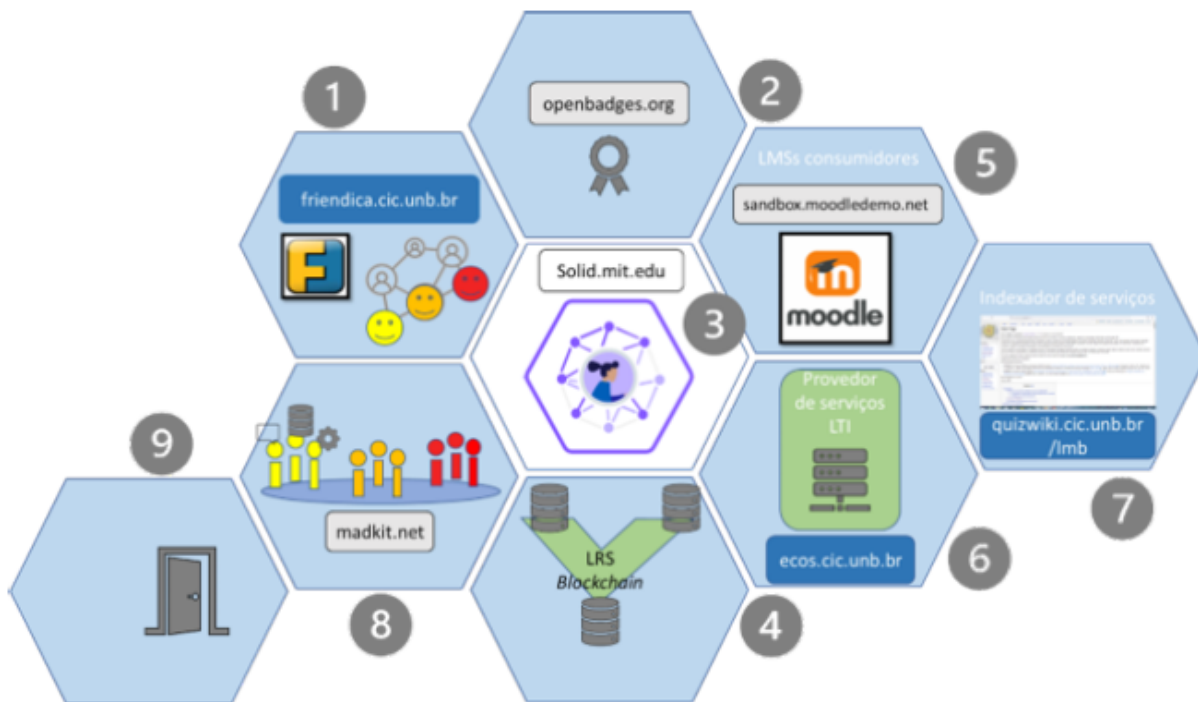 1
openbadges.org
2
friendica.cic.unb.br
F
LMSs consumidores
5
sandbox.moodledemo.net
m
moodle
Solid.mit.edu
3
Indexador de serviços
quizwiki.cic.unb.br
/lmb
7
Provedor
de serviços
LTI
ecos.cic.unb.br
6
9
madkit.net
8
LRS
Blockchain
4